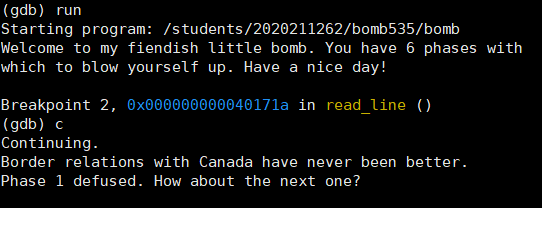 (gdb) run
Starting program: /students/2020211262/bomb535/bomb
Welcome to my fiendish little bomb. You have 6 phases with
which to blow yourself up. Have a nice day!
Breakpoint 2, 0x000000000040171a in read_line ()
(gdb) c
Continuing.
Border relations with Canada have never been better.
Phase 1 defused. How about the next one?